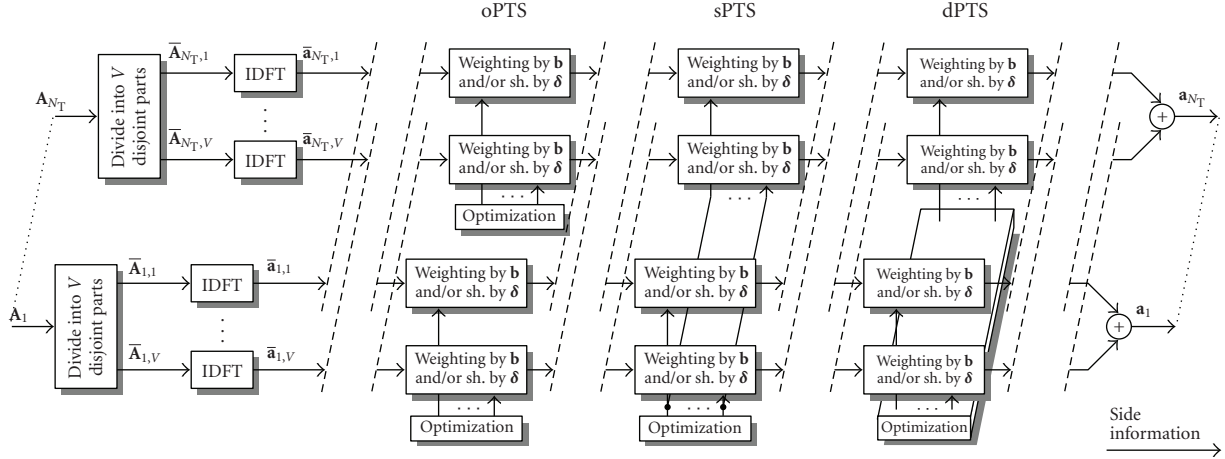 oPTS
sPTS
dPTS
A_{N_T}
Divide into V
disjoint parts
Ā_{N_T,1}
IDFT
ā_{N_T,1}
Ā_{N_T,V}
IDFT
ā_{N_T,V}
Weighting by b
and/or sh. by δ
Weighting by b
and/or sh. by δ
Optimization
Weighting by b
and/or sh. by δ
Weighting by b
and/or sh. by δ
Weighting by b
and/or sh. by δ
Weighting by b
and/or sh. by δ
+
a_{N_T}
A_1
Divide into V
disjoint parts
Ā_{1,1}
IDFT
ā_{1,1}
Ā_{1,V}
IDFT
ā_{1,V}
Weighting by b
and/or sh. by δ
Weighting by b
and/or sh. by δ
Optimization
Weighting by b
and/or sh. by δ
Weighting by b
and/or sh. by δ
Optimization
Weighting by b
and/or sh. by δ
Weighting by b
and/or sh. by δ
Optimization
+
a_1
Side
information